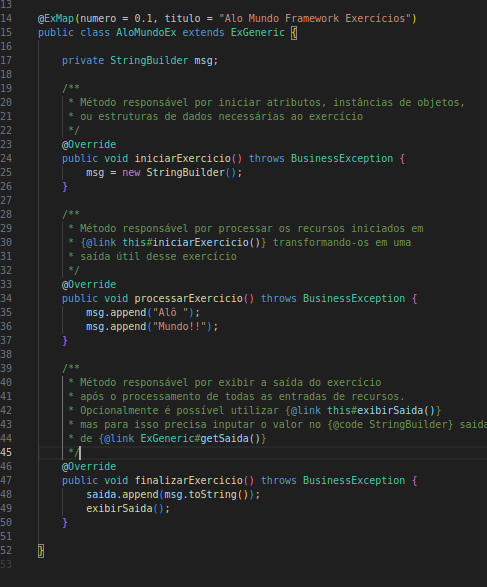 13
14 @ExMap(numero = 0.1, titulo = "Alo Mundo Framework Exercícios")
15 public class AloMundoEx extends ExGeneric {
16
17     private StringBuilder msg;
18
19     /**
20      * Método responsável por iniciar atributos, instâncias de objetos,
21      * ou estruturas de dados necessárias ao exercício
22      */
23     @Override
24     public void iniciarExercicio() throws BusinessException {
25         msg = new StringBuilder();
26     }
27
28     /**
29      * Método responsável por processar os recursos iniciados em
30      * {@link this#iniciarExercicio()} transformando-os em uma
31      * saída útil desse exercício
32      */
33     @Override
34     public void processarExercicio() throws BusinessException {
35         msg.append("Alô ");
36         msg.append("Mundo!!");
37     }
38
39     /**
40      * Método responsável por exibir a saída do exercício
41      * após o processamento de todas as entradas de recursos.
42      * Opcionalmente é possível utilizar {@link this#exibirSaida()}
43      * mas para isso precisa inputar o valor no {@code StringBuilder} saida
44      * de {@link ExGeneric#getSaida()}
45      */
46     @Override
47     public void finalizarExercicio() throws BusinessException {
48         saida.append(msg.toString());
49         exibirSaida();
50     }
51
52 }
53